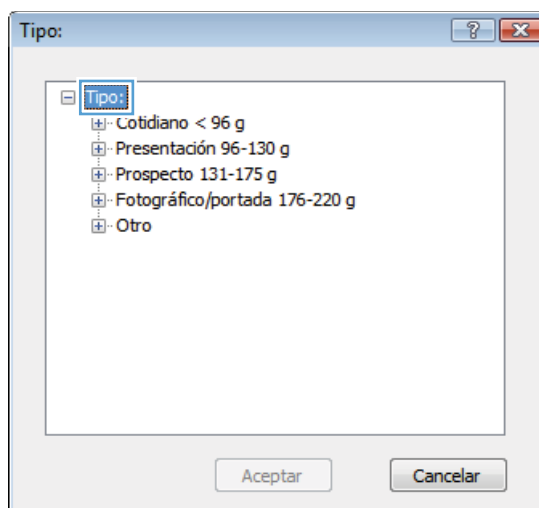 Tipo:
Tipo:
Cotidiano < 96 g
Presentación 96-130 g
Prospecto 131-175 g
Fotográfico/portada 176-220 g
Otro
Aceptar Cancelar